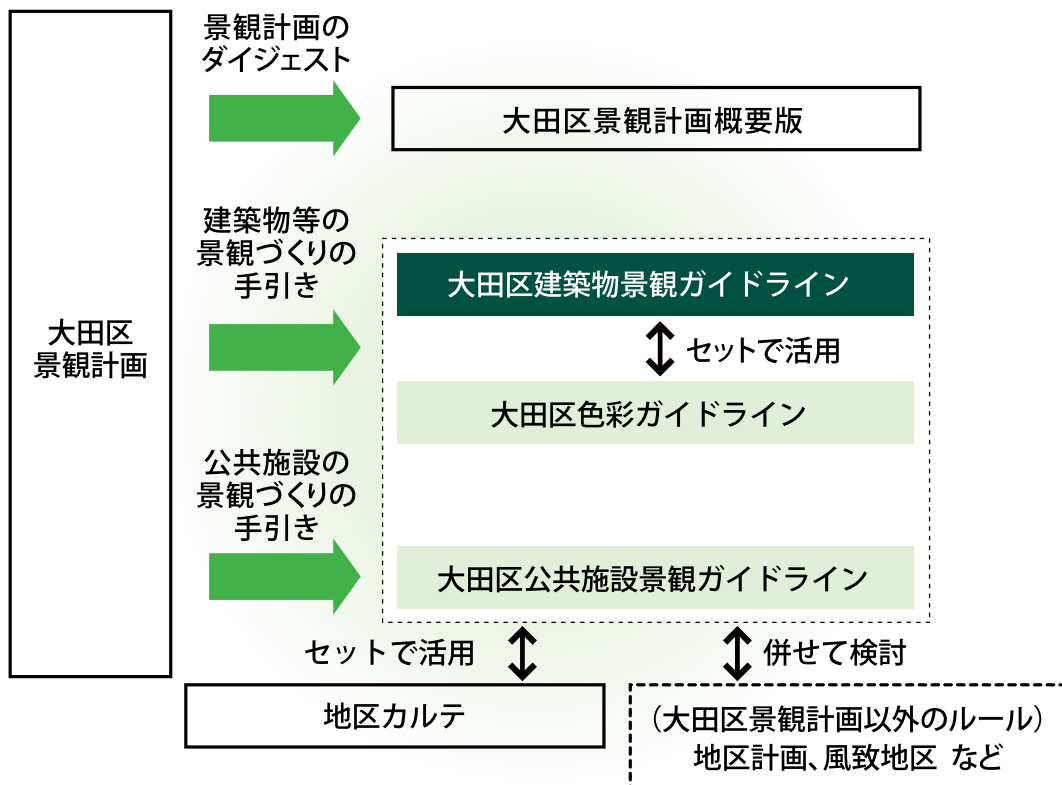 大田区
景観計画
景観計画の
ダイジェスト
大田区景観計画概要版
建築物等の
景観づくりの
手引き
大田区建築物景観ガイドライン
セットで活用
大田区色彩ガイドライン
公共施設の
景観づくりの
手引き
大田区公共施設景観ガイドライン
セットで活用
併せて検討
地区カルテ
(大田区景観計画以外のルール)
地区計画、風致地区 など